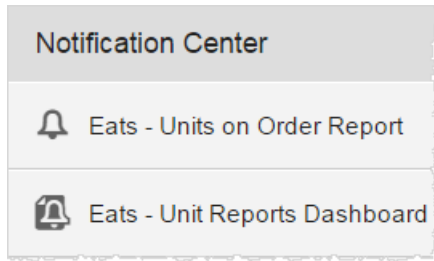 Notification Center
Eats - Units on Order Report
Eats - Unit Reports Dashboard